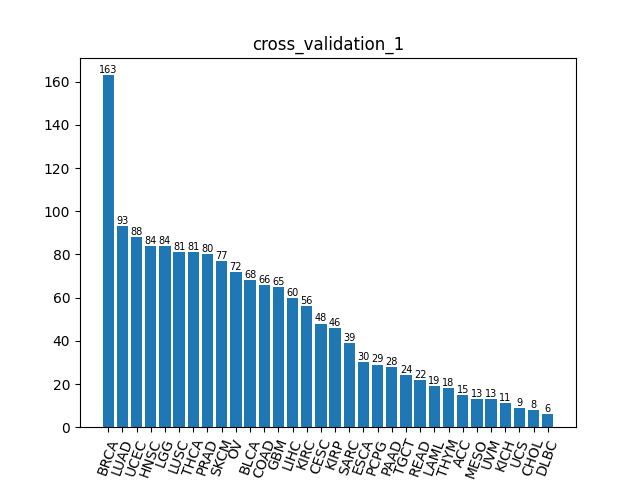 cross_validation_1
160
140
120
100
80
60
40
20
0
163
93
88
84
84
81
81
80
77
72
68
66
65
60
56
48
46
39
30
29
28
24
22
19
18
15
13
13
11
9
8
6
BRCA
LUAD
UCEC
HNSC
LGG
LUSC
THCA
PRAD
SKCM
OV
BLCA
COAD
GBM
LIHC
KIRC
CESC
KIRP
SARC
ESCA
PCPG
PAAD
TGCT
READ
LAML
THYM
ACC
MESO
UVM
KICH
UCS
CHOL
DLBC